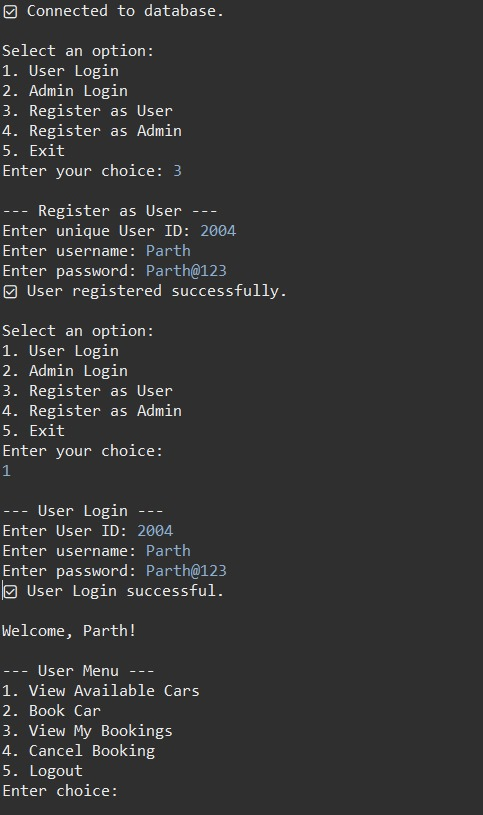 ☑ Connected to database.
Select an option:
1. User Login
2. Admin Login
3. Register as User
4. Register as Admin
5. Exit
Enter your choice: 3
--- Register as User ---
Enter unique User ID: 2004
Enter username: Parth
Enter password: Parth@123
☑ User registered successfully.
Select an option:
1. User Login
2. Admin Login
3. Register as User
4. Register as Admin
5. Exit
Enter your choice:
1
--- User Login ---
Enter User ID: 2004
Enter username: Parth
Enter password: Parth@123
☑ User Login successful.
Welcome, Parth!
--- User Menu ---
1. View Available Cars
2. Book Car
3. View My Bookings
4. Cancel Booking
5. Logout
Enter choice: